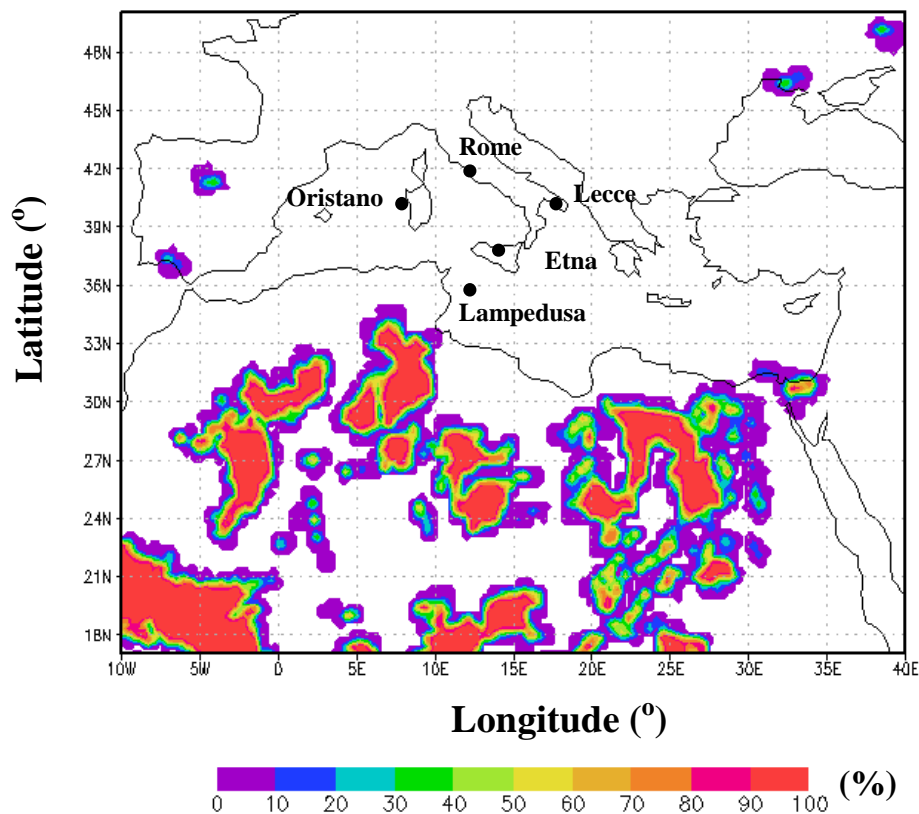 48N
45N
Rome
42N
Oristano
Lecce
39N
Etna
36N
Lampedusa
33N
30N
27N
24N
21N
18N
10W 5W 0 5E 10E 15E 20E 25E 30E 35E 40E
Latitude (°)
Longitude (°)
(%)
0 10 20 30 40 50 60 70 80 90 100